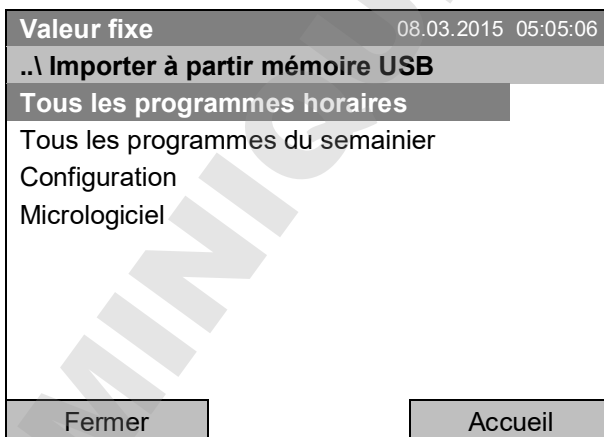 Valeur fixe 08.03.2015 05:05:06
..\ Importer à partir mémoire USB
Tous les programmes horaires
Tous les programmes du semainier
Configuration
Micrologiciel
Fermer Accueil